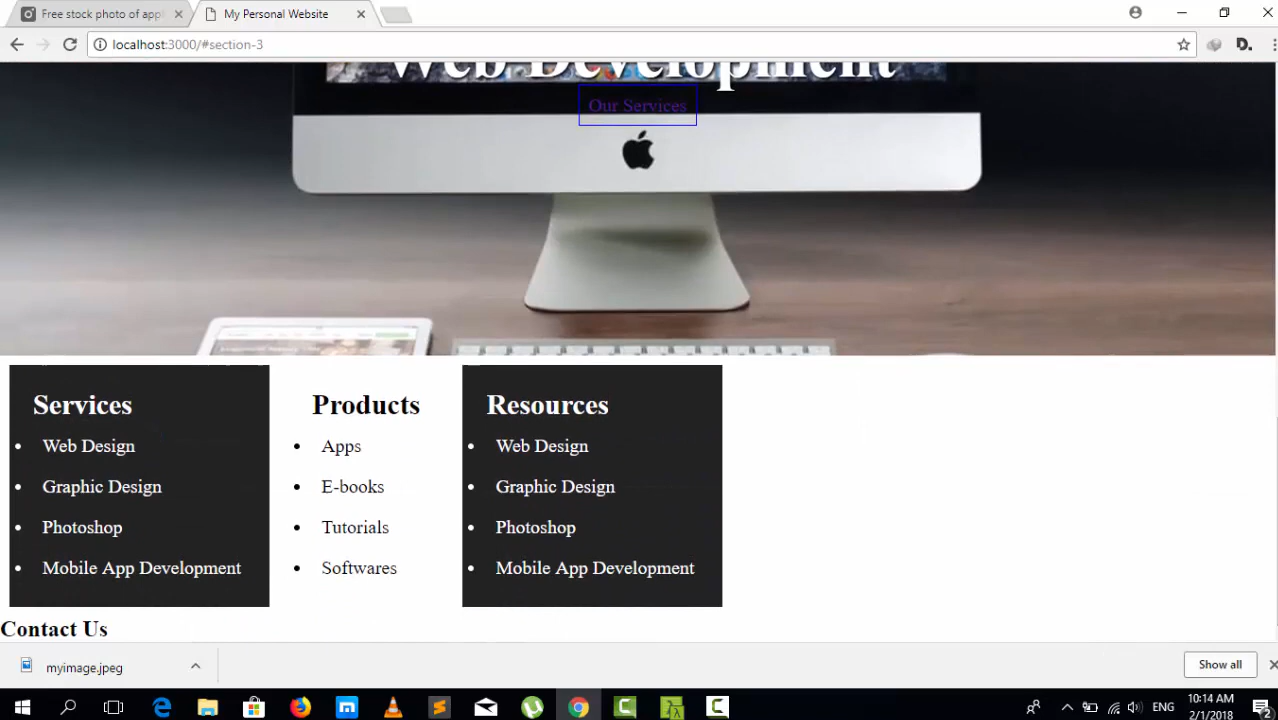 Free stock photo of appl
My Personal Website
localhost:3000/#section-3
D.
Web Development
Our Services
Services
Web Design
Graphic Design
Photoshop
Mobile App Development
Products
Apps
E-books
Tutorials
Softwares
Resources
Web Design
Graphic Design
Photoshop
Mobile App Development
Contact Us
myimage.jpeg
Show all
ENG
10:14 AM
2/1/2018
2